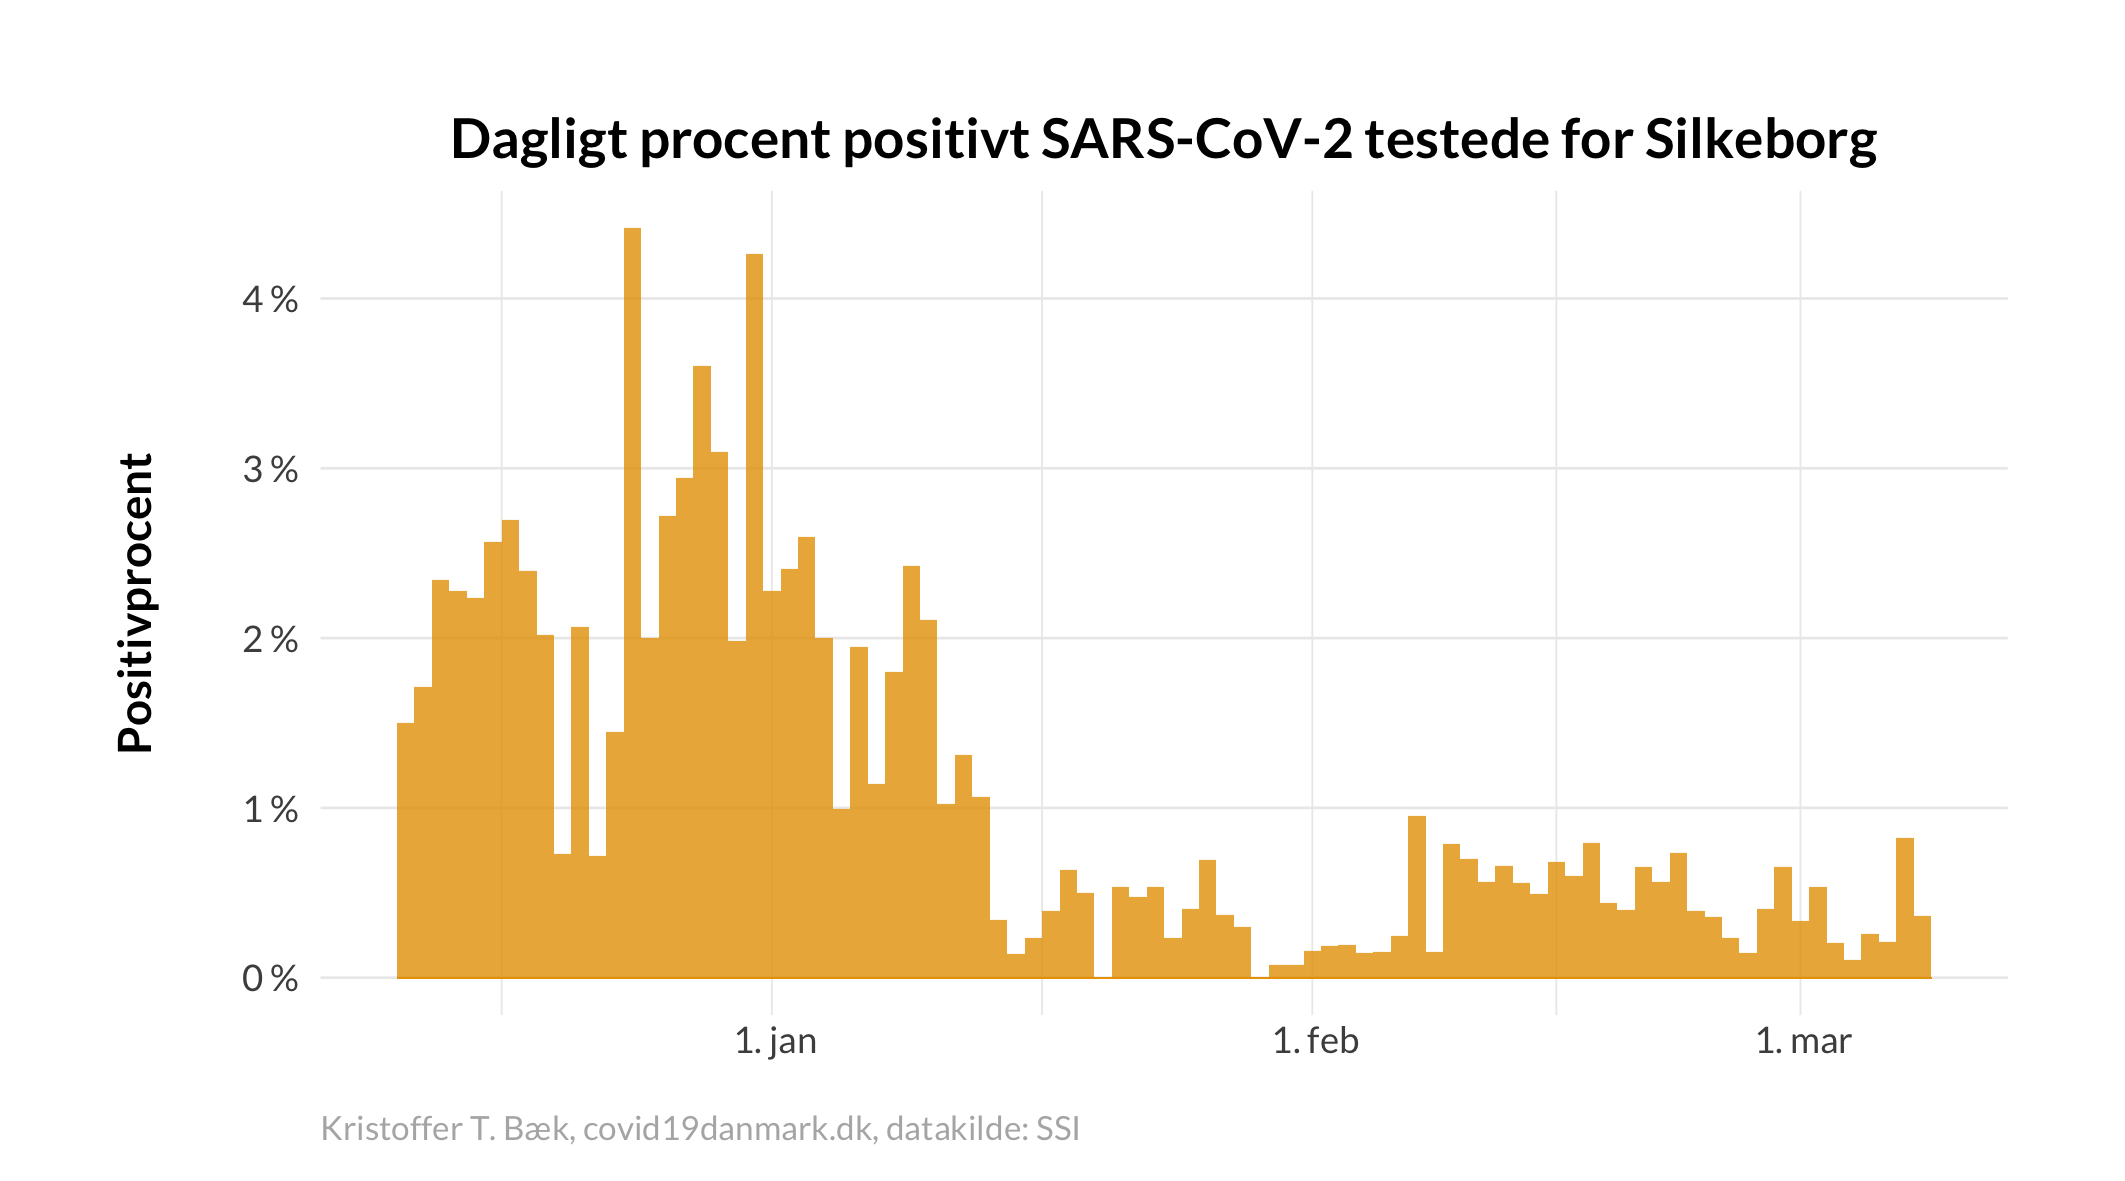 Dagligt procent positivt SARS-CoV-2 testede for Silkeborg
Positivprocent
4 %
3 %
2 %
1 %
0 %
1. jan
1. feb
1. mar
Kristoffer T. Bæk, covid19danmark.dk, datakilde: SSI